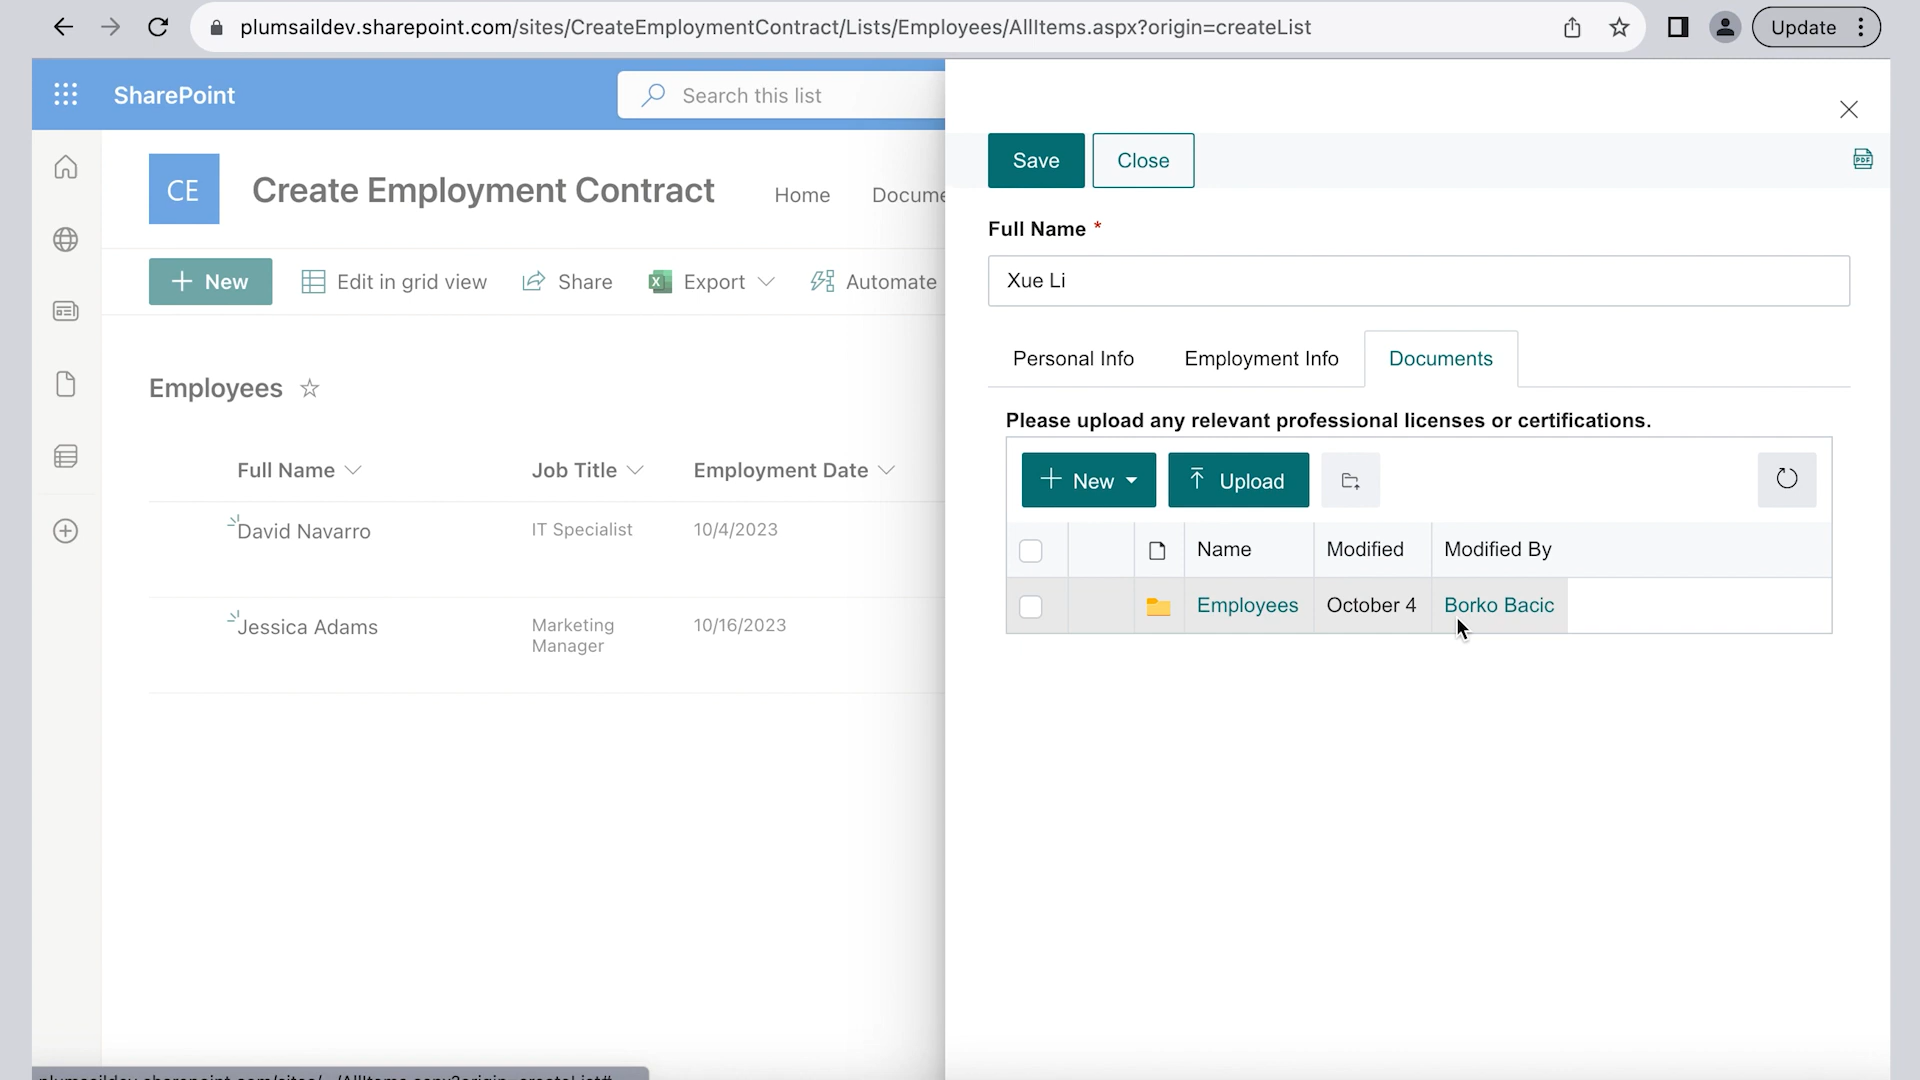 plumsaildev.sharepoint.com/sites/CreateEmploymentContract/Lists/Employees/AllItems.aspx?origin=createList
Update
SharePoint
Search this list
CE
Create Employment Contract
Home
Docume
New
Edit in grid view
Share
Export
Automate
Employees
Full Name
Job Title
Employment Date
David Navarro
IT Specialist
10/4/2023
Jessica Adams
Marketing
Manager
10/16/2023
Save
Close
PDF
Full Name *
Xue Li
Personal Info
Employment Info
Documents
Please upload any relevant professional licenses or certifications.
New
Upload
Name
Modified
Modified By
Employees
October 4
Borko Bacic